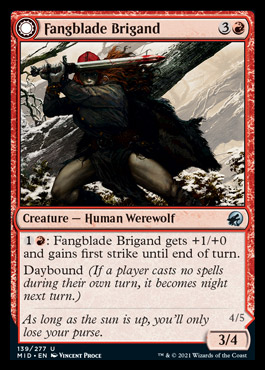 Fangblade Brigand 3
Creature — Human Werewolf
1 : Fangblade Brigand gets +1/+0
and gains first strike until end of turn.
Daybound (If a player casts no spells
during their own turn, it becomes night
next turn.)
4/5
As long as the sun is up, you'll only
lose your purse.
3/4
139/277 U
MID • EN VINCENT PROCE
™ & © 2021 Wizards of the Coast